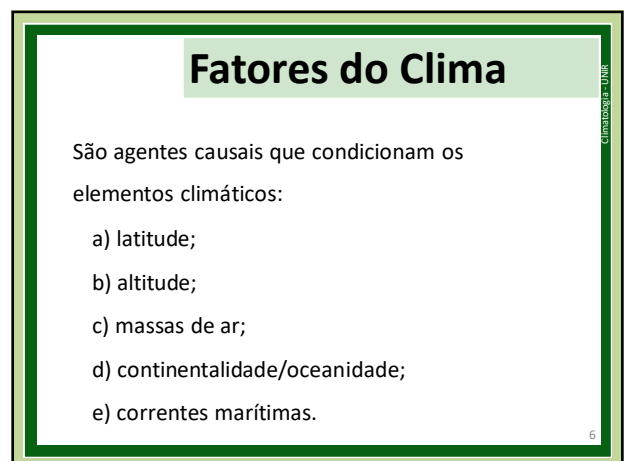 Fatores do Clima
Climatologia - UNIR
São agentes causais que condicionam os
elementos climáticos:
a) latitude;
b) altitude;
c) massas de ar;
d) continentalidade/oceanidade;
e) correntes marítimas.
6